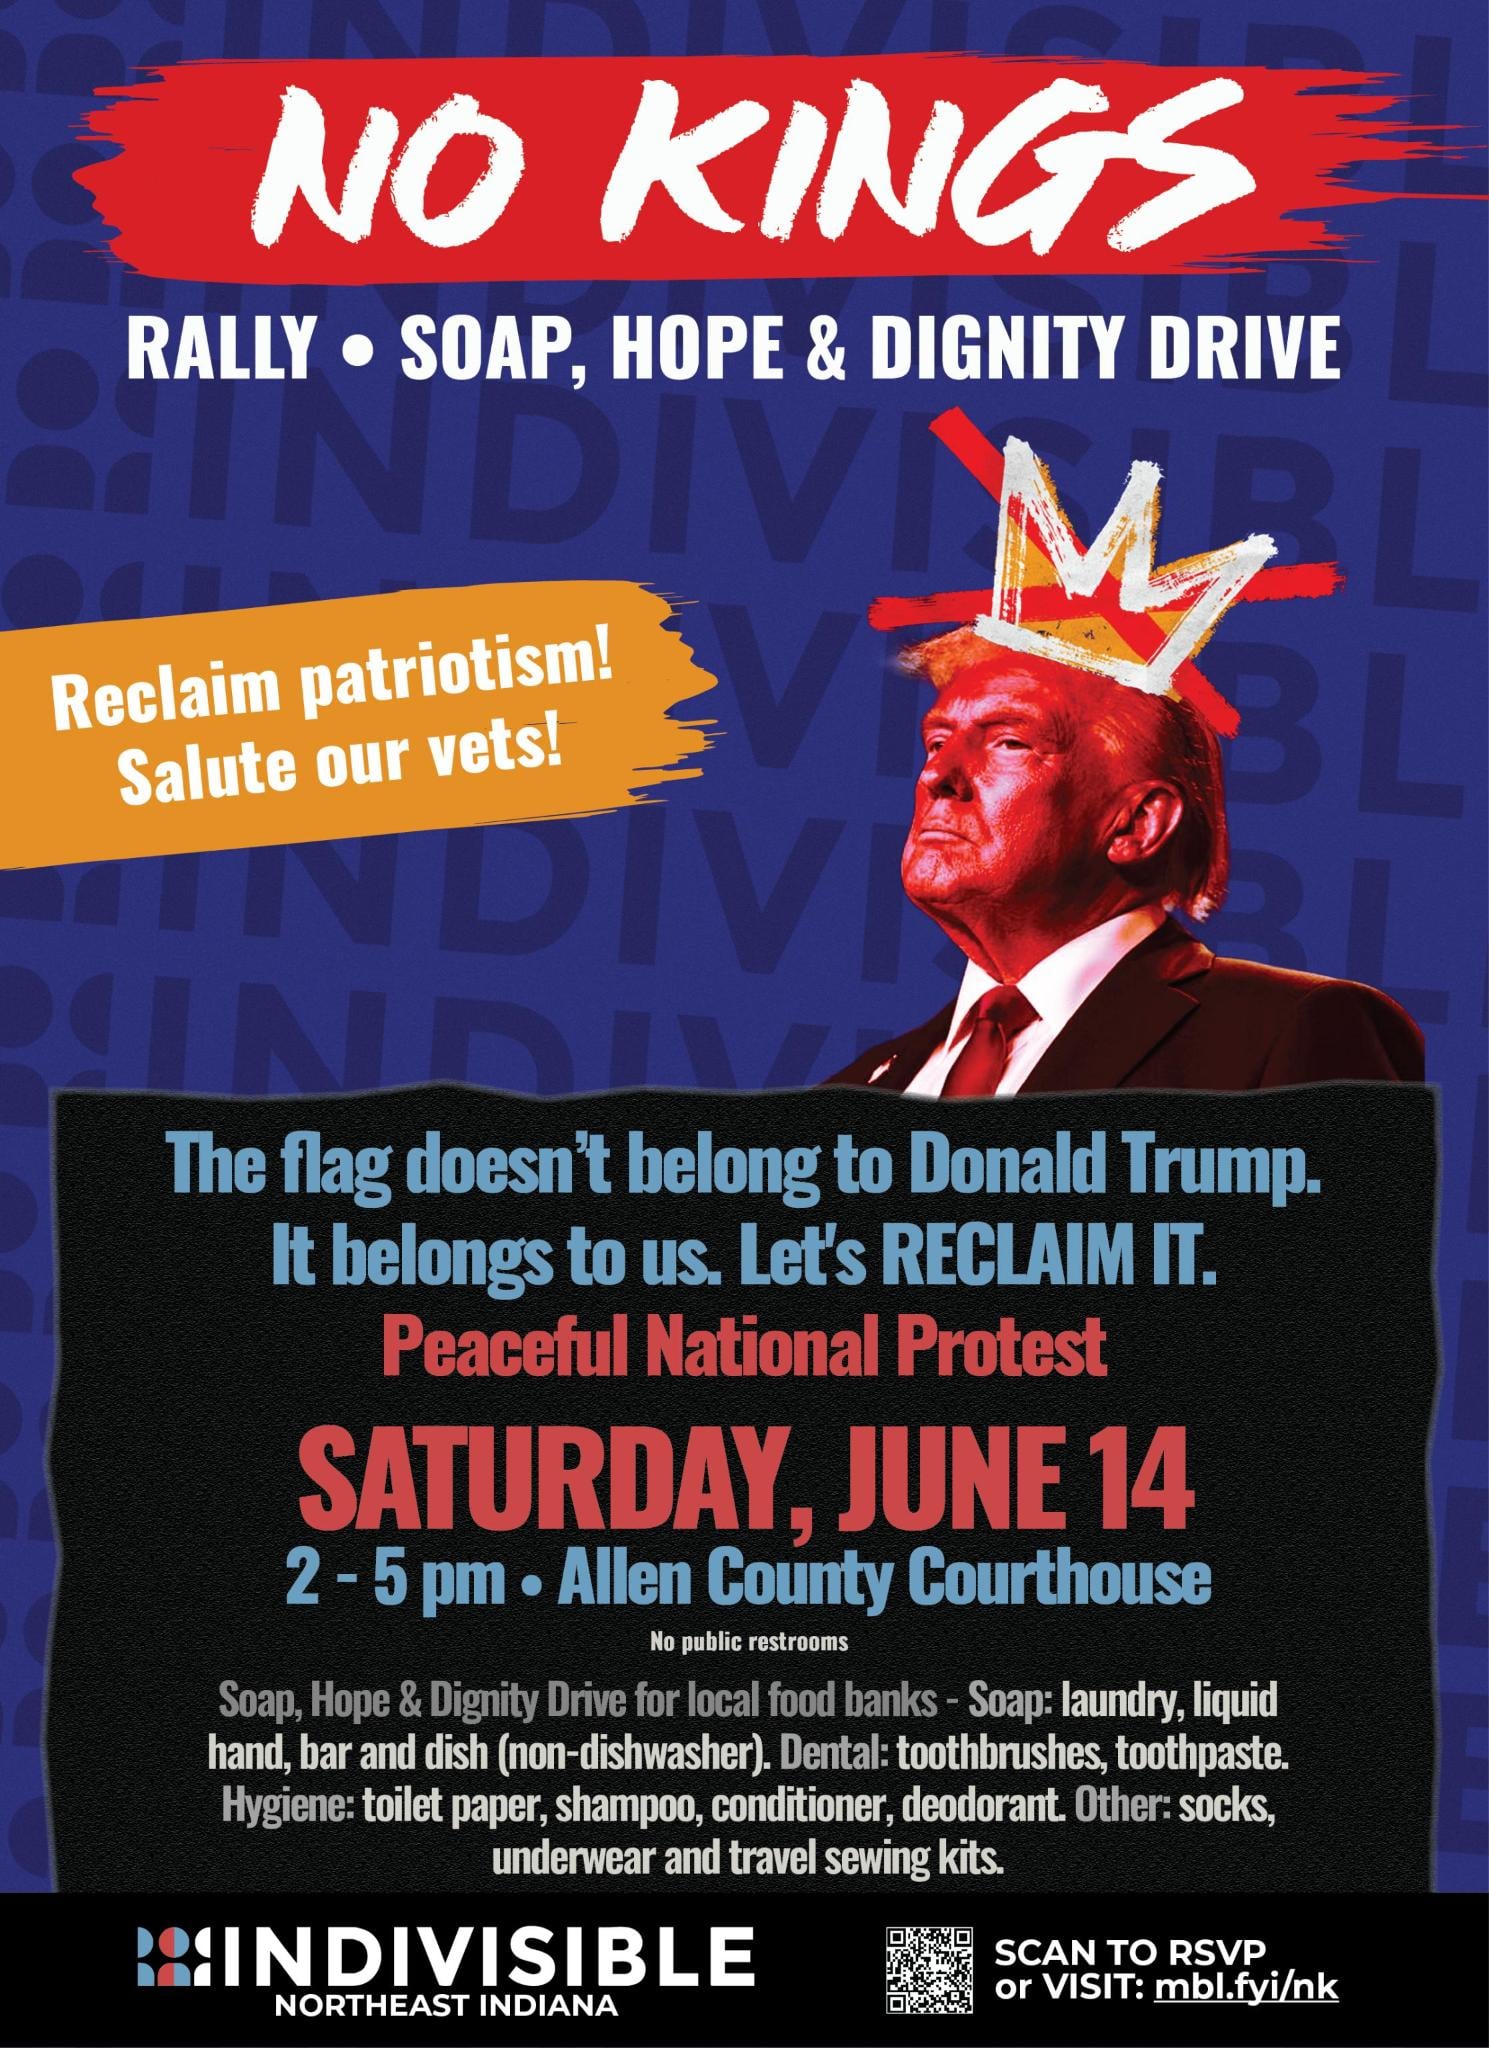 NO KINGS
RALLY • SOAP, HOPE & DIGNITY DRIVE
Reclaim patriotism!
Salute our vets!
The flag doesn't belong to Donald Trump.
It belongs to us. Let's RECLAIM IT.
Peaceful National Protest
SATURDAY, JUNE 14
2 - 5 pm • Allen County Courthouse
No public restrooms
Soap, Hope & Dignity Drive for local food banks - Soap: laundry, liquid
hand, bar and dish (non-dishwasher). Dental: toothbrushes, toothpaste.
Hygiene: toilet paper, shampoo, conditioner, deodorant. Other: socks,
underwear and travel sewing kits.
INDIVISIBLE
NORTHEAST INDIANA
SCAN TO RSVP
or VISIT: mbl.fyi/nk